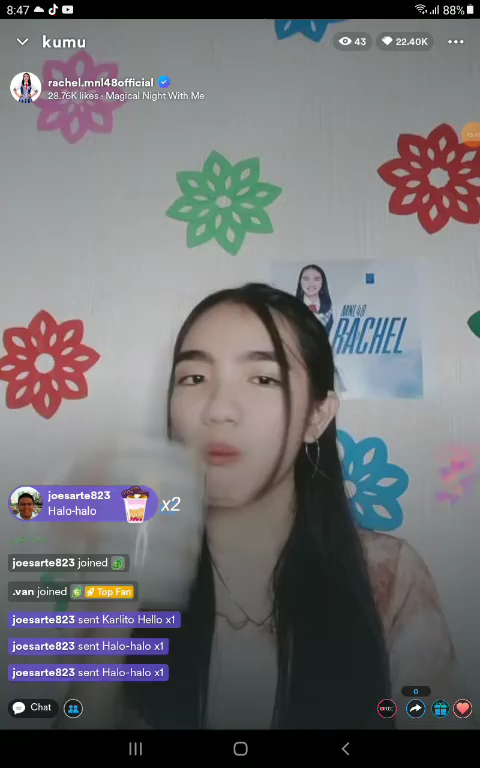 8:47
88%
kumu
43
22.40K
rachel.mnl48official
28.76K likes · Magical Night With Me
MNL48
RACHEL
joesarte823
Halo-halo
x2
joesarte823 joined
.van joined Top Fan
joesarte823 sent Karlito Hello x1
joesarte823 sent Halo-halo x1
joesarte823 sent Halo-halo x1
0
Chat